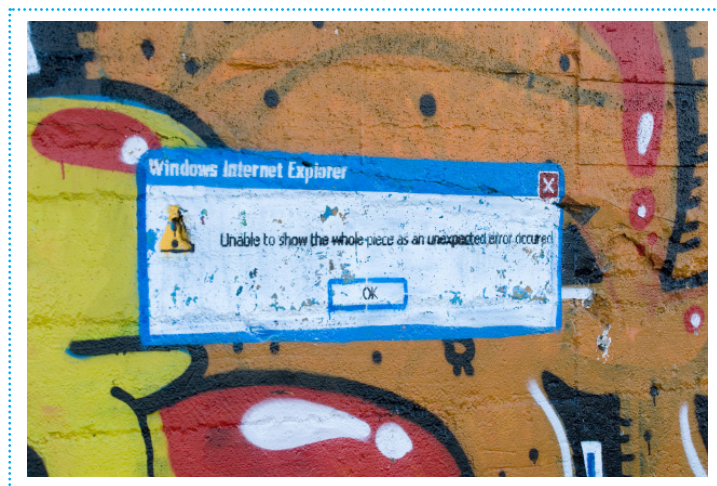 Windows Internet Explorer
X
Unable to show the whole piece as an unexpected error occured
OK